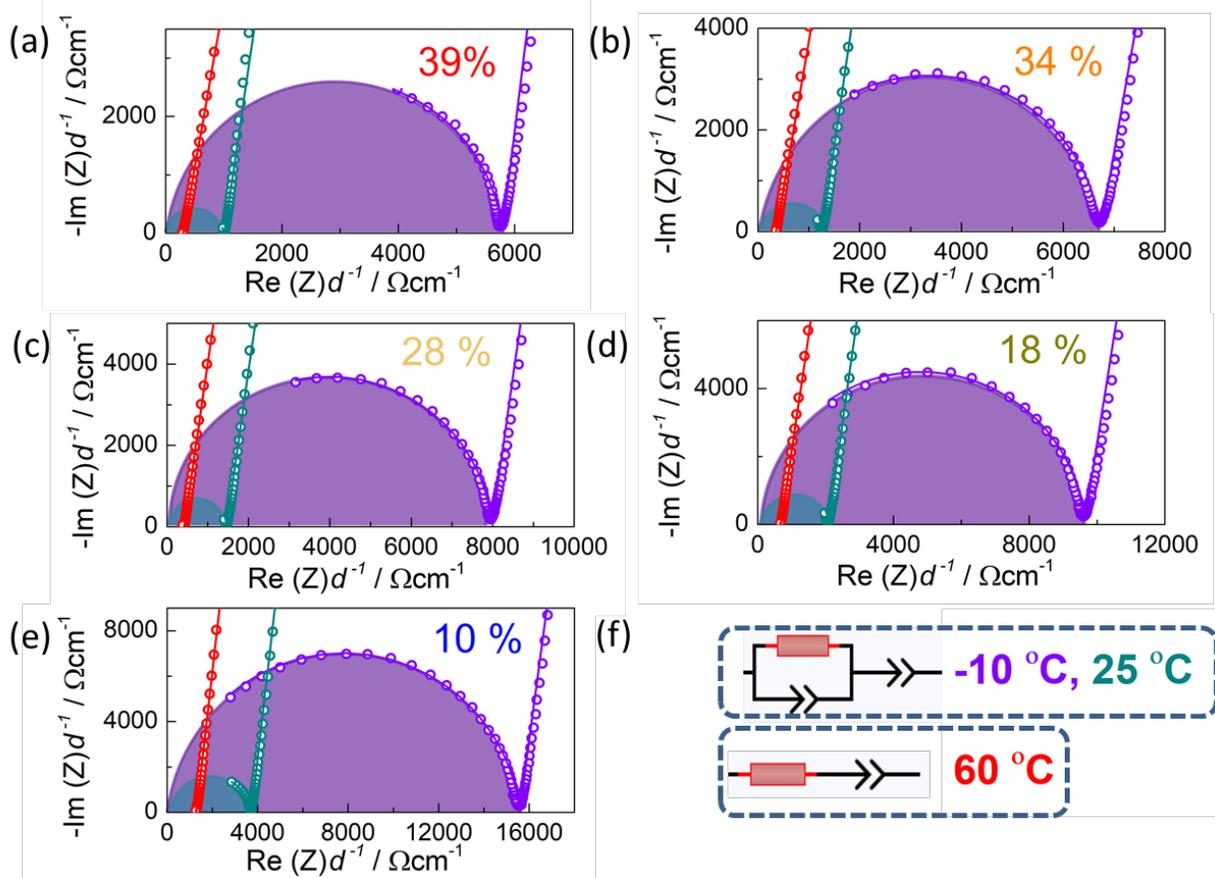 (a)
39%
-Im (Z)d⁻¹ / Ωcm⁻¹
2000
0
0 2000 4000 6000
Re (Z)d⁻¹ / Ωcm⁻¹
(b)
34 %
-Im (Z)d⁻¹ / Ωcm⁻¹
4000
2000
0
0 2000 4000 6000 8000
Re (Z)d⁻¹ / Ωcm⁻¹
(c)
28 %
-Im (Z)d⁻¹ / Ωcm⁻¹
4000
2000
0
0 2000 4000 6000 8000 10000
Re (Z)d⁻¹ / Ωcm⁻¹
(d)
18 %
-Im (Z)d⁻¹ / Ωcm⁻¹
4000
0
0 4000 8000 12000
Re (Z)d⁻¹ / Ωcm⁻¹
(e)
10 %
-Im (Z)d⁻¹ / Ωcm⁻¹
8000
4000
0
0 4000 8000 12000 16000
Re (Z)d⁻¹ / Ωcm⁻¹
(f)
-10 °C, 25 °C
60 °C